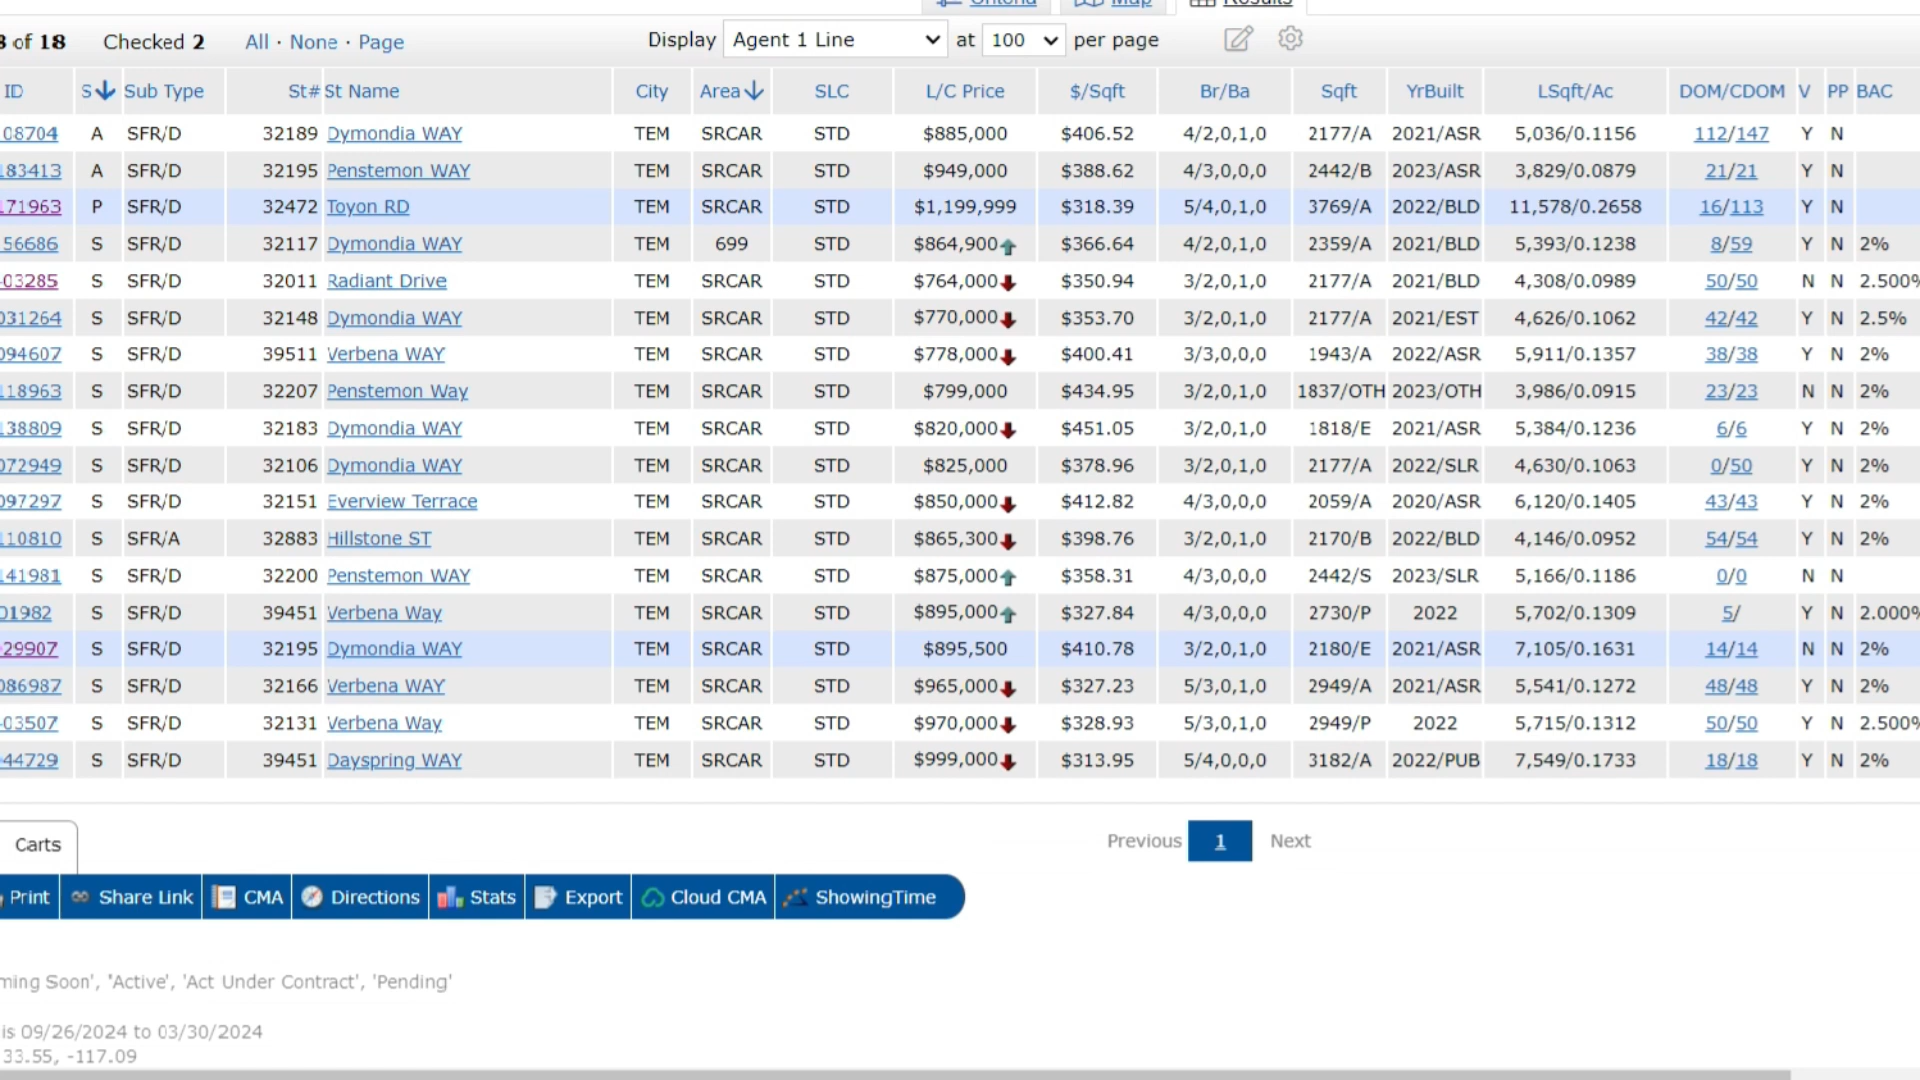 Criteria Map Results
of 18 Checked 2 All · None · Page Display Agent 1 Line at 100 per page
ID S Sub Type St# St Name City Area SLC L/C Price $/Sqft Br/Ba Sqft YrBuilt LSqft/Ac DOM/CDOM V PP BAC
08704 A SFR/D 32189 Dymondia WAY TEM SRCAR STD $885,000 $406.52 4/2,0,1,0 2177/A 2021/ASR 5,036/0.1156 112/147 Y N
183413 A SFR/D 32195 Penstemon WAY TEM SRCAR STD $949,000 $388.62 4/3,0,0,0 2442/B 2023/ASR 3,829/0.0879 21/21 Y N
171963 P SFR/D 32472 Toyon RD TEM SRCAR STD $1,199,999 $318.39 5/4,0,1,0 3769/A 2022/BLD 11,578/0.2658 16/113 Y N
56686 S SFR/D 32117 Dymondia WAY TEM 699 STD $864,900 $366.64 4/2,0,1,0 2359/A 2021/BLD 5,393/0.1238 8/59 Y N 2%
03285 S SFR/D 32011 Radiant Drive TEM SRCAR STD $764,000 $350.94 3/2,0,1,0 2177/A 2021/BLD 4,308/0.0989 50/50 N N 2.500%
031264 S SFR/D 32148 Dymondia WAY TEM SRCAR STD $770,000 $353.70 3/2,0,1,0 2177/A 2021/EST 4,626/0.1062 42/42 Y N 2.5%
094607 S SFR/D 39511 Verbena WAY TEM SRCAR STD $778,000 $400.41 3/3,0,0,0 1943/A 2022/ASR 5,911/0.1357 38/38 Y N 2%
118963 S SFR/D 32207 Penstemon Way TEM SRCAR STD $799,000 $434.95 3/2,0,1,0 1837/OTH 2023/OTH 3,986/0.0915 23/23 N N 2%
138809 S SFR/D 32183 Dymondia WAY TEM SRCAR STD $820,000 $451.05 3/2,0,1,0 1818/E 2021/ASR 5,384/0.1236 6/6 Y N 2%
072949 S SFR/D 32106 Dymondia WAY TEM SRCAR STD $825,000 $378.96 3/2,0,1,0 2177/A 2022/SLR 4,630/0.1063 0/50 Y N 2%
097297 S SFR/D 32151 Everview Terrace TEM SRCAR STD $850,000 $412.82 4/3,0,0,0 2059/A 2020/ASR 6,120/0.1405 43/43 Y N 2%
110810 S SFR/A 32883 Hillstone ST TEM SRCAR STD $865,300 $398.76 3/2,0,1,0 2170/B 2022/BLD 4,146/0.0952 54/54 Y N 2%
141981 S SFR/D 32200 Penstemon WAY TEM SRCAR STD $875,000 $358.31 4/3,0,0,0 2442/S 2023/SLR 5,166/0.1186 0/0 N N
01982 S SFR/D 39451 Verbena Way TEM SRCAR STD $895,000 $327.84 4/3,0,0,0 2730/P 2022 5,702/0.1309 5/ Y N 2.000%
29907 S SFR/D 32195 Dymondia WAY TEM SRCAR STD $895,500 $410.78 3/2,0,1,0 2180/E 2021/ASR 7,105/0.1631 14/14 N N 2%
086987 S SFR/D 32166 Verbena WAY TEM SRCAR STD $965,000 $327.23 5/3,0,1,0 2949/A 2021/ASR 5,541/0.1272 48/48 Y N 2%
03507 S SFR/D 32131 Verbena Way TEM SRCAR STD $970,000 $328.93 5/3,0,1,0 2949/P 2022 5,715/0.1312 50/50 Y N 2.500%
44729 S SFR/D 39451 Dayspring WAY TEM SRCAR STD $999,000 $313.95 5/4,0,0,0 3182/A 2022/PUB 7,549/0.1733 18/18 Y N 2%
Carts Previous 1 Next
Print Share Link CMA Directions Stats Export Cloud CMA ShowingTime
ming Soon', 'Active', 'Act Under Contract', 'Pending'
is 09/26/2024 to 03/30/2024
33.55, -117.09